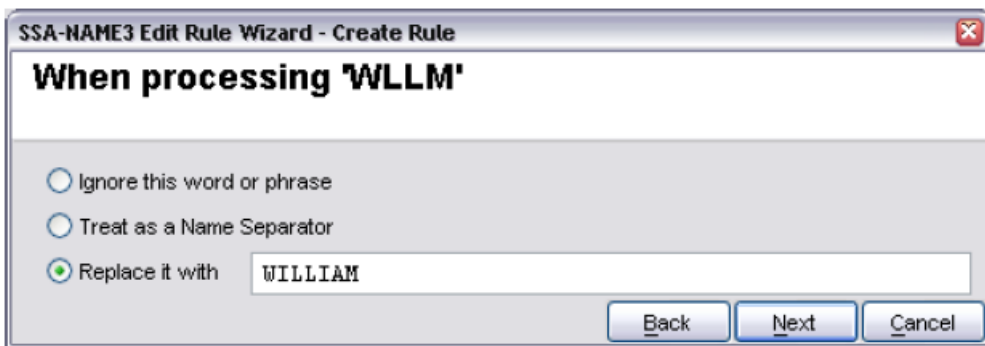 SSA-NAME3 Edit Rule Wizard - Create Rule
When processing 'WLLM'
Ignore this word or phrase
Treat as a Name Separator
Replace it with WILLIAM
Back Next Cancel